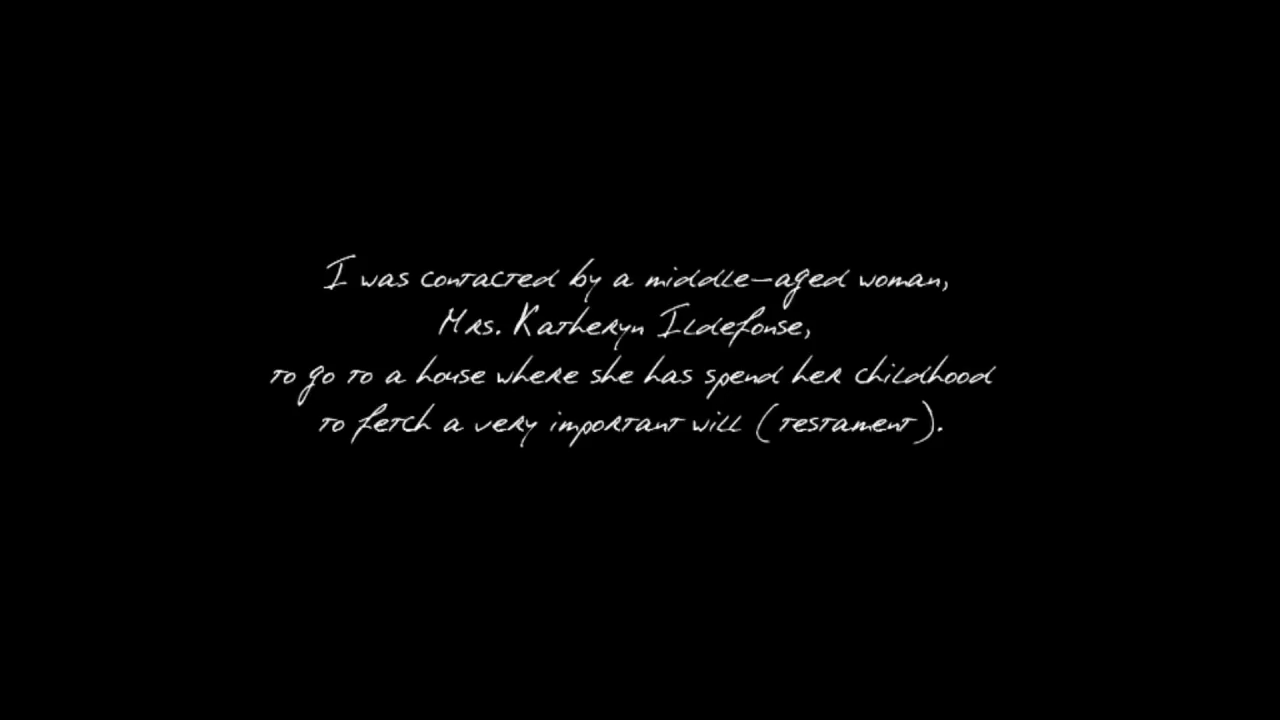 I was contacted by a middle-aged woman,
Mrs. Katheryn Ildefonse,
to go to a house where she has spend her childhood
to fetch a very important will (testament).